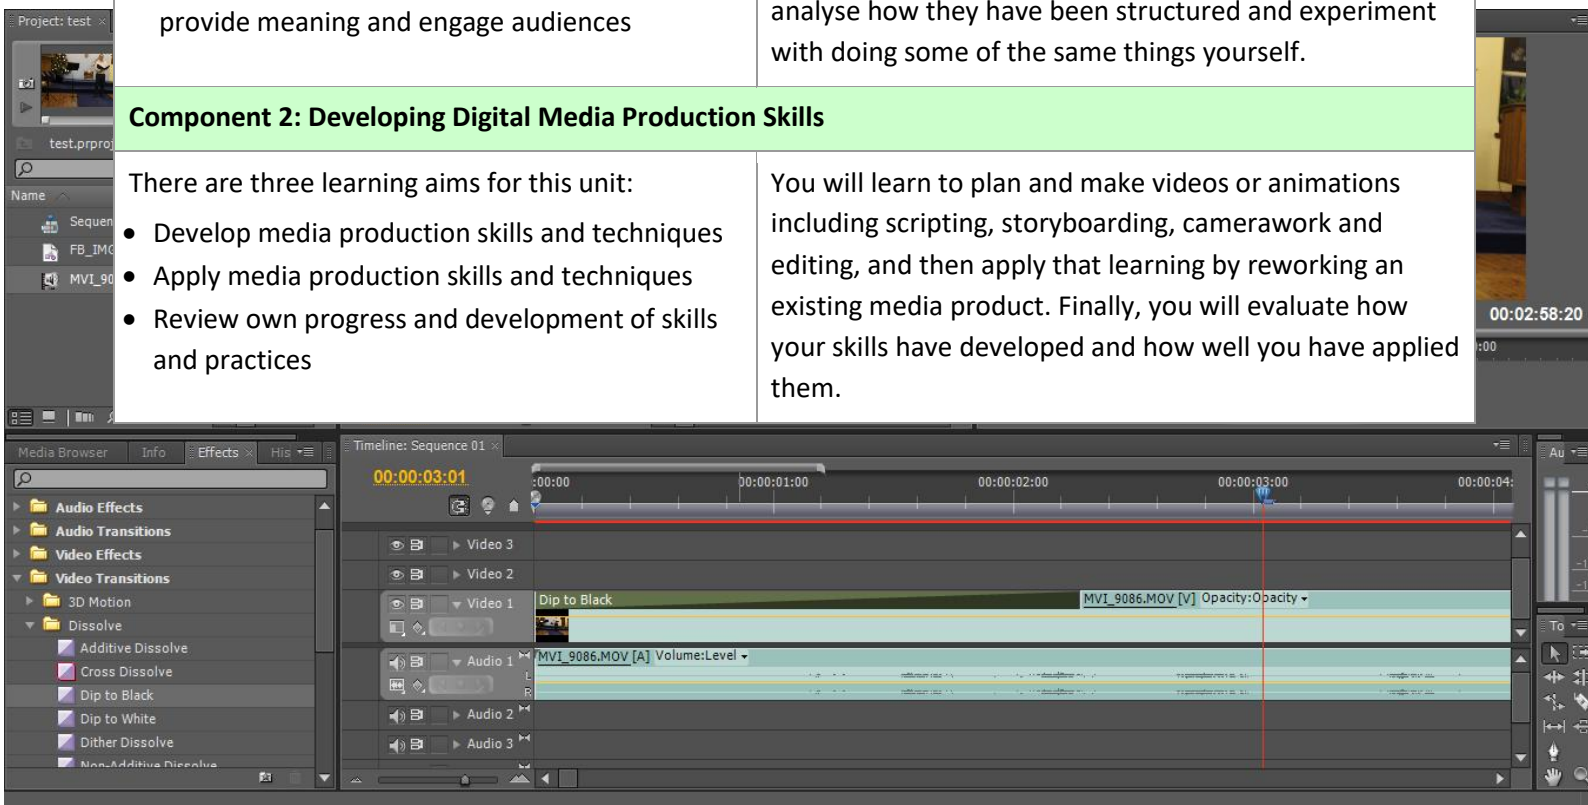 Project: test
provide meaning and engage audiences
analyse how they have been structured and experiment
with doing some of the same things yourself.
Component 2: Developing Digital Media Production Skills
test.prproj
Name
There are three learning aims for this unit:
• Develop media production skills and techniques
• Apply media production skills and techniques
• Review own progress and development of skills
and practices
You will learn to plan and make videos or animations
including scripting, storyboarding, camerawork and
editing, and then apply that learning by reworking an
existing media product. Finally, you will evaluate how
your skills have developed and how well you have applied
them.
Sequen
FB_IMG
MVI_90
00:02:58:20
:00
Media Browser Info Effects × His
Timeline: Sequence 01 ×
Au
00:00:03:01
:00:00 00:00:01:00 00:00:02:00 00:00:03:00 00:00:04:
Audio Effects
Audio Transitions
Video Effects
Video Transitions
3D Motion
Dissolve
Additive Dissolve
Cross Dissolve
Dip to Black
Dip to White
Dither Dissolve
Non-Additive Dissolve
Video 3
Video 2
Video 1
Dip to Black
MVI_9086.MOV [V] Opacity:Opacity
Audio 1
MVI_9086.MOV [A] Volume:Level
L
R
Audio 2
Audio 3
To